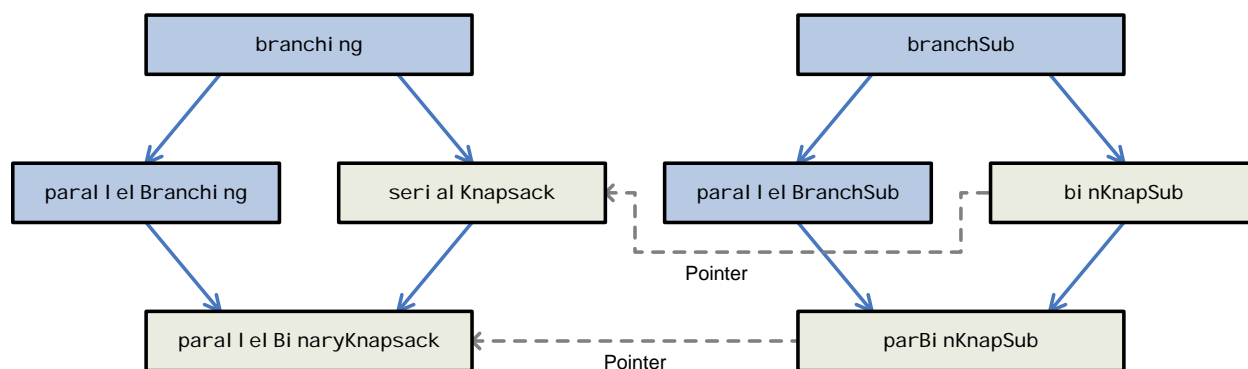 branching
branchSub
parallelBranching
serialKnapsack
parallelBranchSub
binKnapSub
Pointer
parallelBinaryKnapsack
parBinKnapSub
Pointer